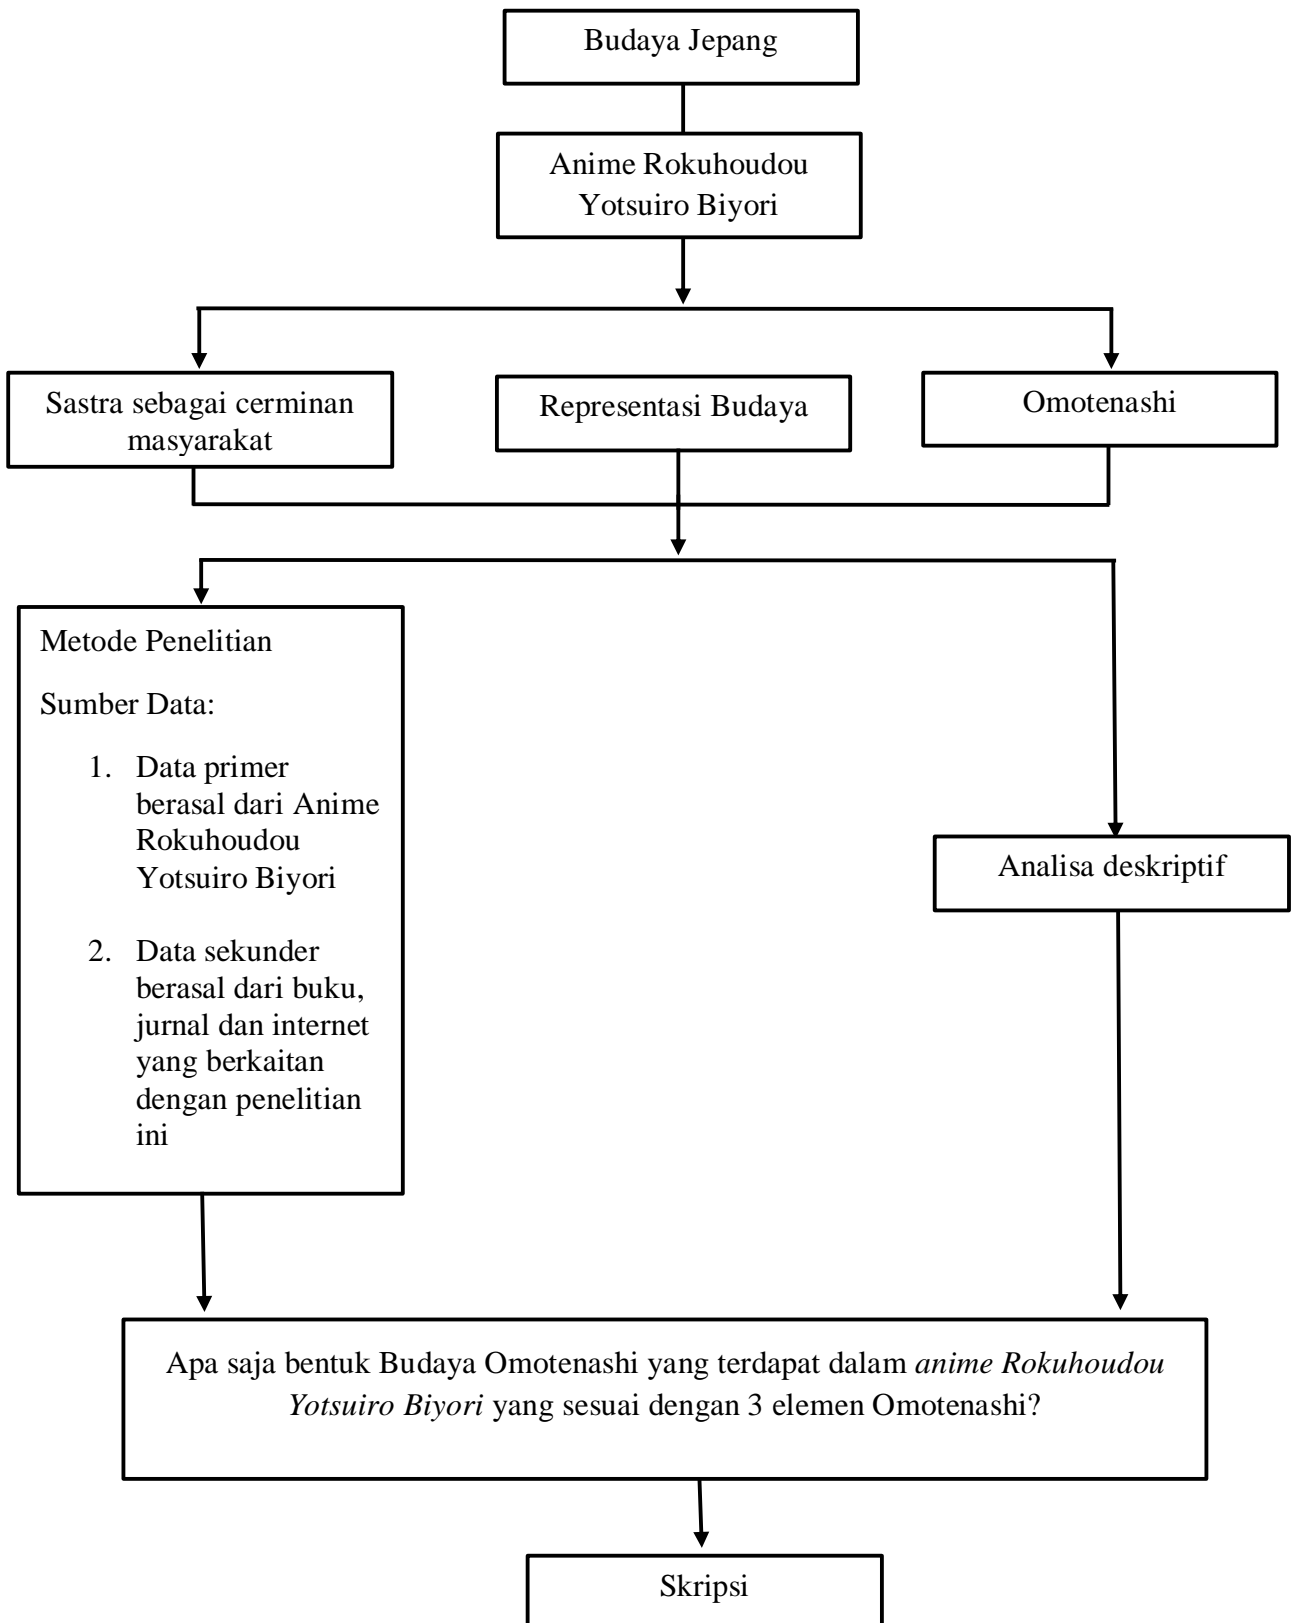 Budaya Jepang
Anime Rokuhoudou
Yotsuiro Biyori
Sastra sebagai cerminan
masyarakat
Representasi Budaya
Omotenashi
Metode Penelitian
Sumber Data:
1. Data primer
berasal dari Anime
Rokuhoudou
Yotsuiro Biyori
2. Data sekunder
berasal dari buku,
jurnal dan internet
yang berkaitan
dengan penelitian
ini
Analisa deskriptif
Apa saja bentuk Budaya Omotenashi yang terdapat dalam anime Rokuhoudou
Yotsuiro Biyori yang sesuai dengan 3 elemen Omotenashi?
Skripsi